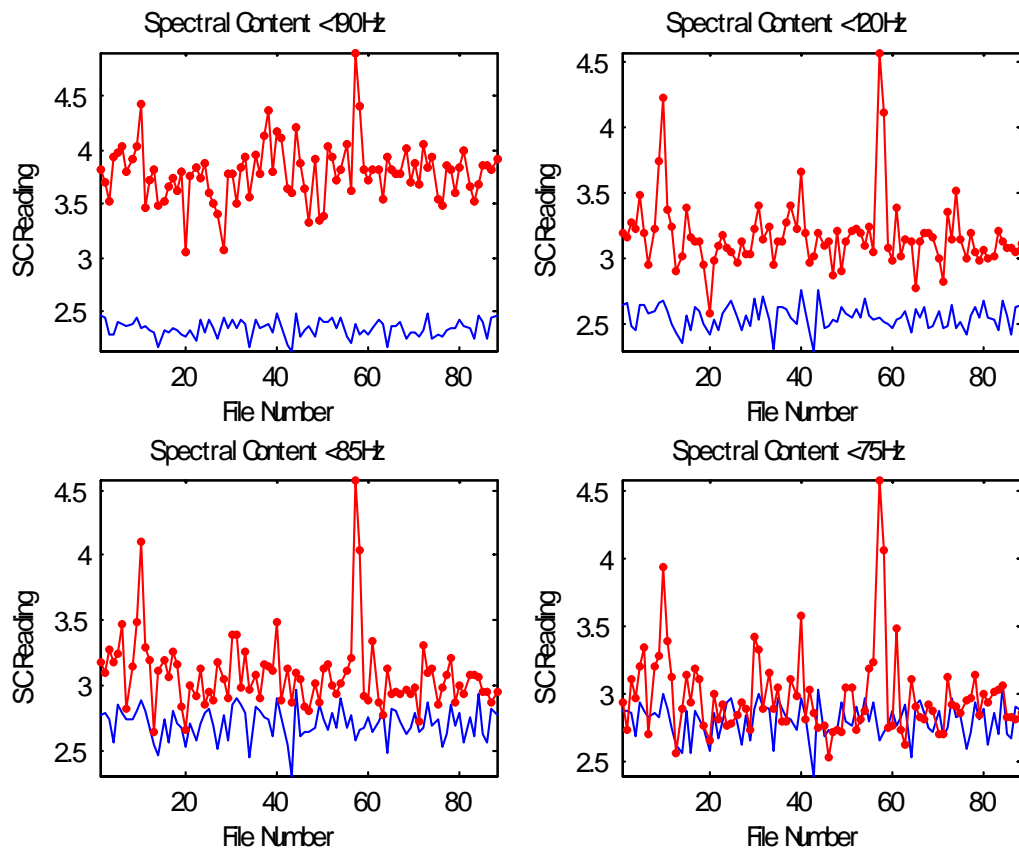 Spectral Content <190Hz
4.5
4
3.5
3
2.5
SC Reading
20 40 60 80
File Number
Spectral Content <120Hz
4.5
4
3.5
3
2.5
SC Reading
20 40 60 80
File Number
Spectral Content <85Hz
4.5
4
3.5
3
2.5
SC Reading
20 40 60 80
File Number
Spectral Content <75Hz
4.5
4
3.5
3
2.5
SC Reading
20 40 60 80
File Number